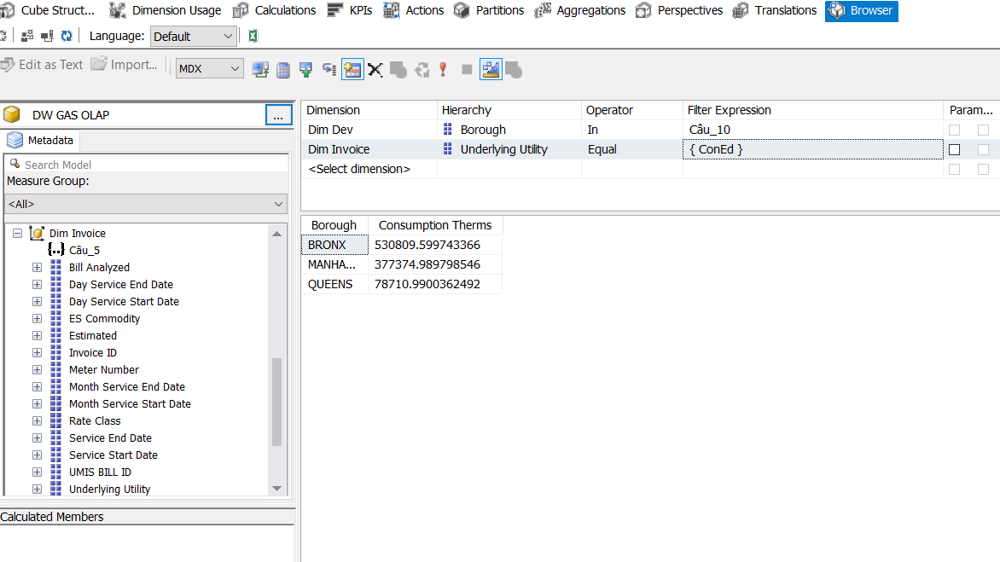 Cube Struct... Dimension Usage Calculations KPIs Actions Partitions Aggregations Perspectives Translations Browser
Language: Default
Edit as Text Import... MDX
DW GAS OLAP ...
Metadata
Search Model
Measure Group:
<All>
Dim Invoice
{..} Câu_5
Bill Analyzed
Day Service End Date
Day Service Start Date
ES Commodity
Estimated
Invoice ID
Meter Number
Month Service End Date
Month Service Start Date
Rate Class
Service End Date
Service Start Date
UMIS BILL ID
Underlying Utility
Calculated Members
Dimension Hierarchy Operator Filter Expression Param...
Dim Dev Borough In Câu_10
Dim Invoice Underlying Utility Equal { ConEd }
<Select dimension>
Borough Consumption Therms
BRONX 530809.599743366
MANHA... 377374.989798546
QUEENS 78710.9900362492